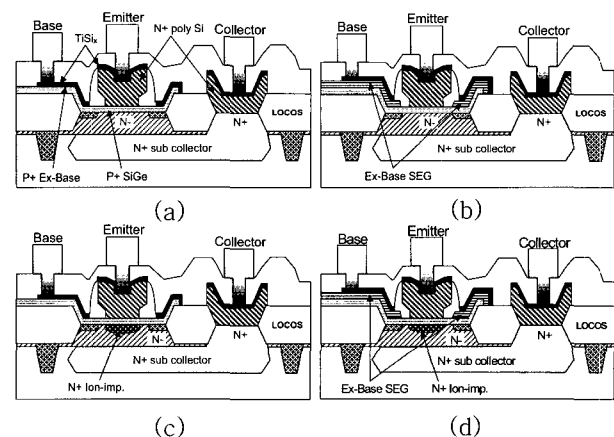 Base Emitter Collector
TiSiₓ N+ poly Si
N- N+ LOCOS
N+ sub collector
P+ Ex-Base P+ SiGe
(a)
Base Emitter Collector
N- N+ LOCOS
N+ sub collector
Ex-Base SEG
(b)
Base Emitter Collector
N- N+ LOCOS
N+ sub collector
N+ Ion-imp.
(c)
Base Emitter Collector
N- N+ LOCOS
N+ sub collector
Ex-Base SEG N+ Ion-imp.
(d)